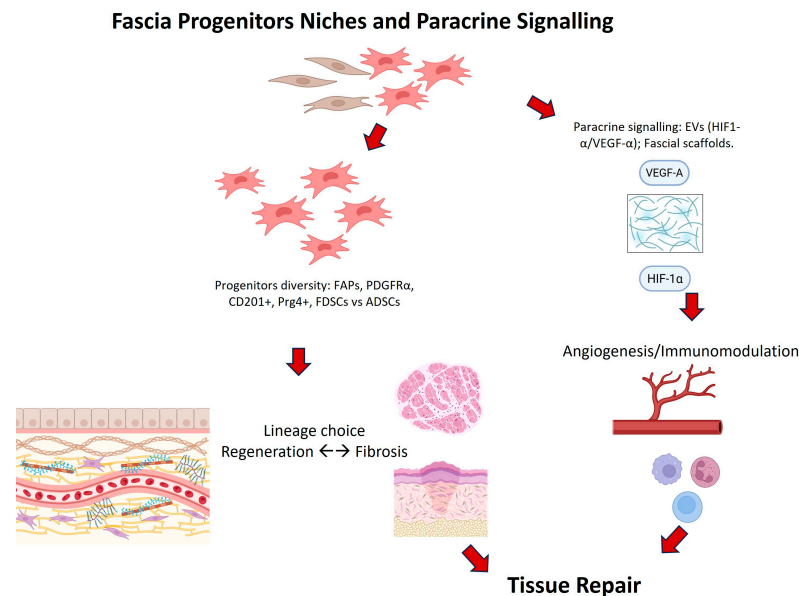 Fascia Progenitors Niches and Paracrine Signalling
Paracrine signalling: EVs (HIF1-
α/VEGF-α); Fascial scaffolds.
VEGF-A
HIF-1α
Progenitors diversity: FAPs, PDGFRα,
CD201+, Prg4+, FDSCs vs ADSCs
Angiogenesis/Immunomodulation
Lineage choice
Regeneration ←→ Fibrosis
Tissue Repair